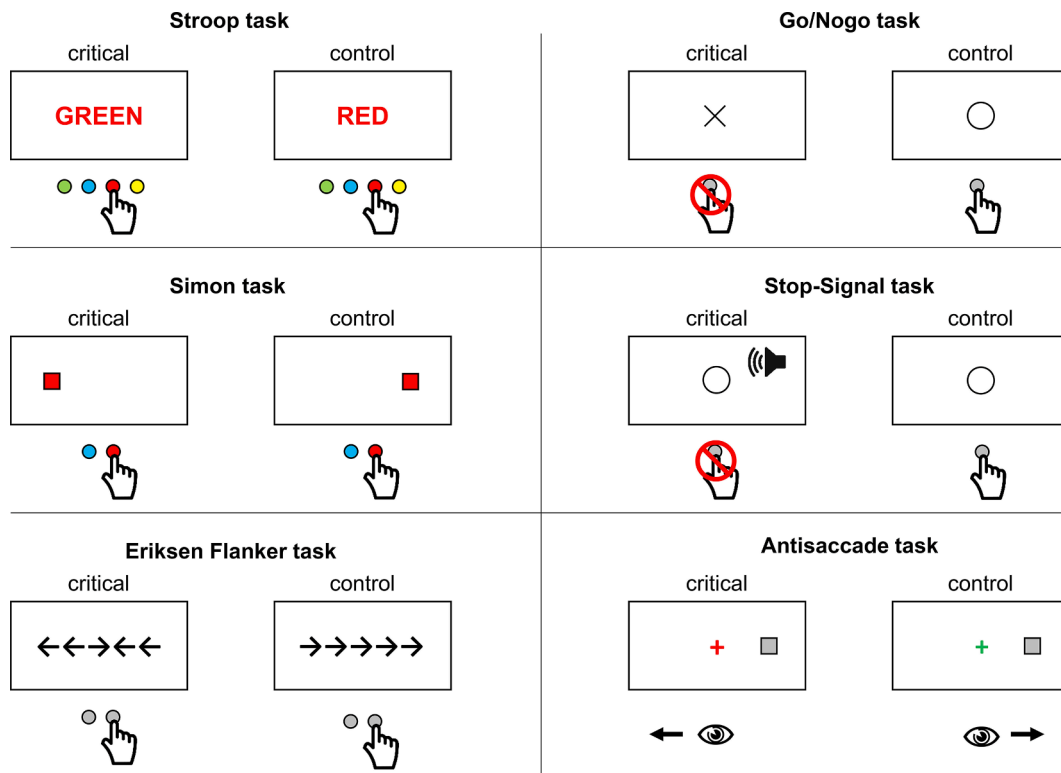 Stroop task
critical
control
GREEN
RED
Go/Nogo task
critical
control
Simon task
critical
control
Stop-Signal task
critical
control
Eriksen Flanker task
critical
control
Antisaccade task
critical
control